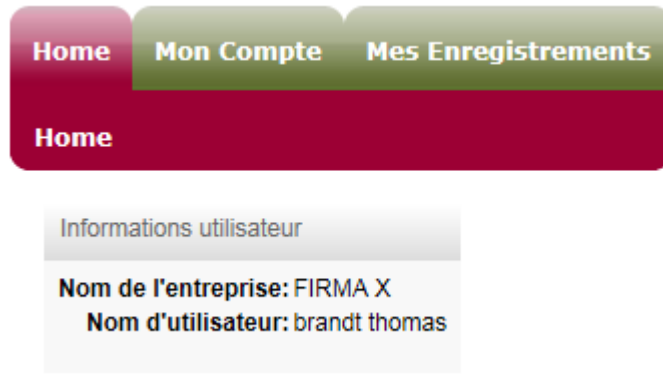 Home Mon Compte Mes Enregistrements
Home
Informations utilisateur
Nom de l'entreprise: FIRMA X
Nom d'utilisateur: brandt thomas